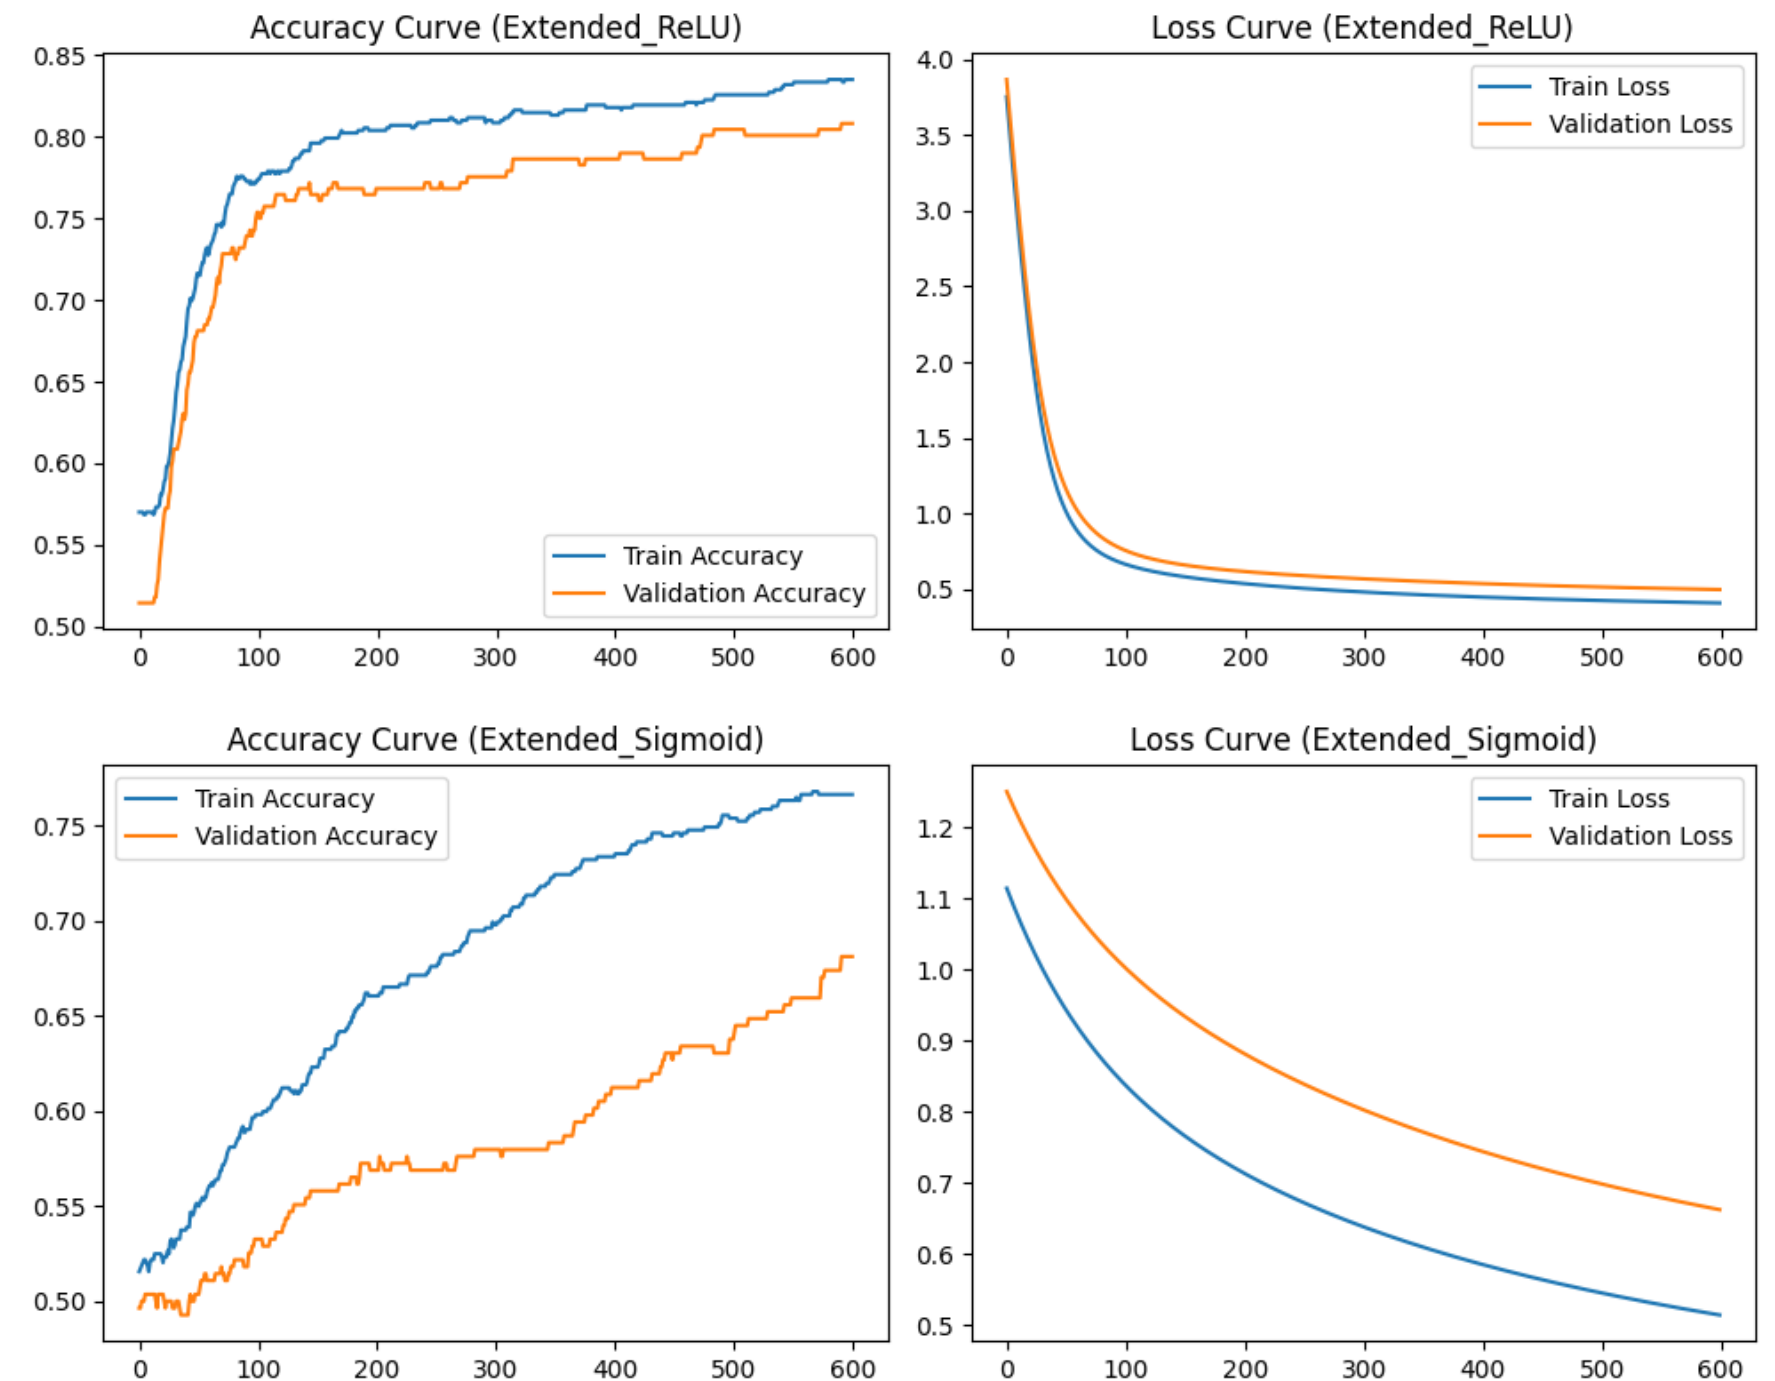 Accuracy Curve (Extended_ReLU)
0.85
0.80
0.75
0.70
0.65
0.60
0.55
0.50
Train Accuracy
Validation Accuracy
0 100 200 300 400 500 600
Loss Curve (Extended_ReLU)
4.0
3.5
3.0
2.5
2.0
1.5
1.0
0.5
Train Loss
Validation Loss
0 100 200 300 400 500 600
Accuracy Curve (Extended_Sigmoid)
Train Accuracy
Validation Accuracy
0.75
0.70
0.65
0.60
0.55
0.50
0 100 200 300 400 500 600
Loss Curve (Extended_Sigmoid)
Train Loss
Validation Loss
1.2
1.1
1.0
0.9
0.8
0.7
0.6
0.5
0 100 200 300 400 500 600